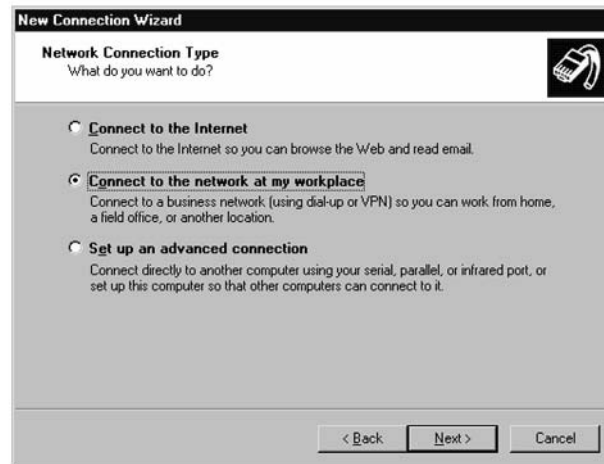 New Connection Wizard
Network Connection Type
What do you want to do?
Connect to the Internet
Connect to the Internet so you can browse the Web and read email.
Connect to the network at my workplace
Connect to a business network (using dial-up or VPN) so you can work from home,
a field office, or another location.
Set up an advanced connection
Connect directly to another computer using your serial, parallel, or infrared port, or
set up this computer so that other computers can connect to it.
< Back Next > Cancel